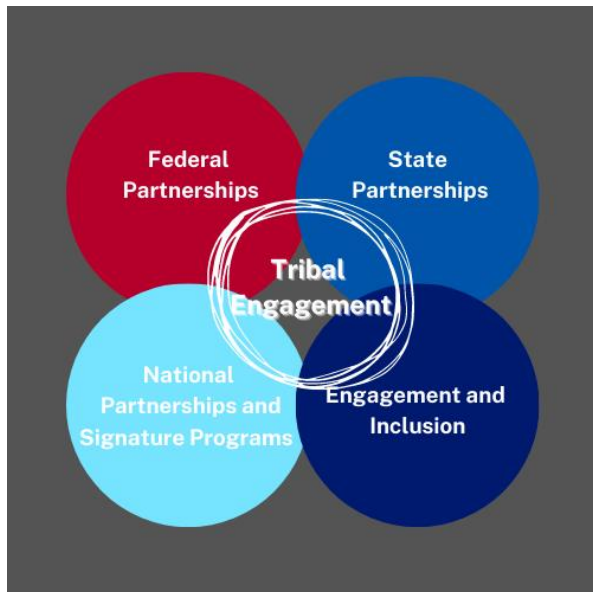 Federal
Partnerships
State
Partnerships
Tribal
Engagement
National
Partnerships and
Signature Programs
Engagement and
Inclusion